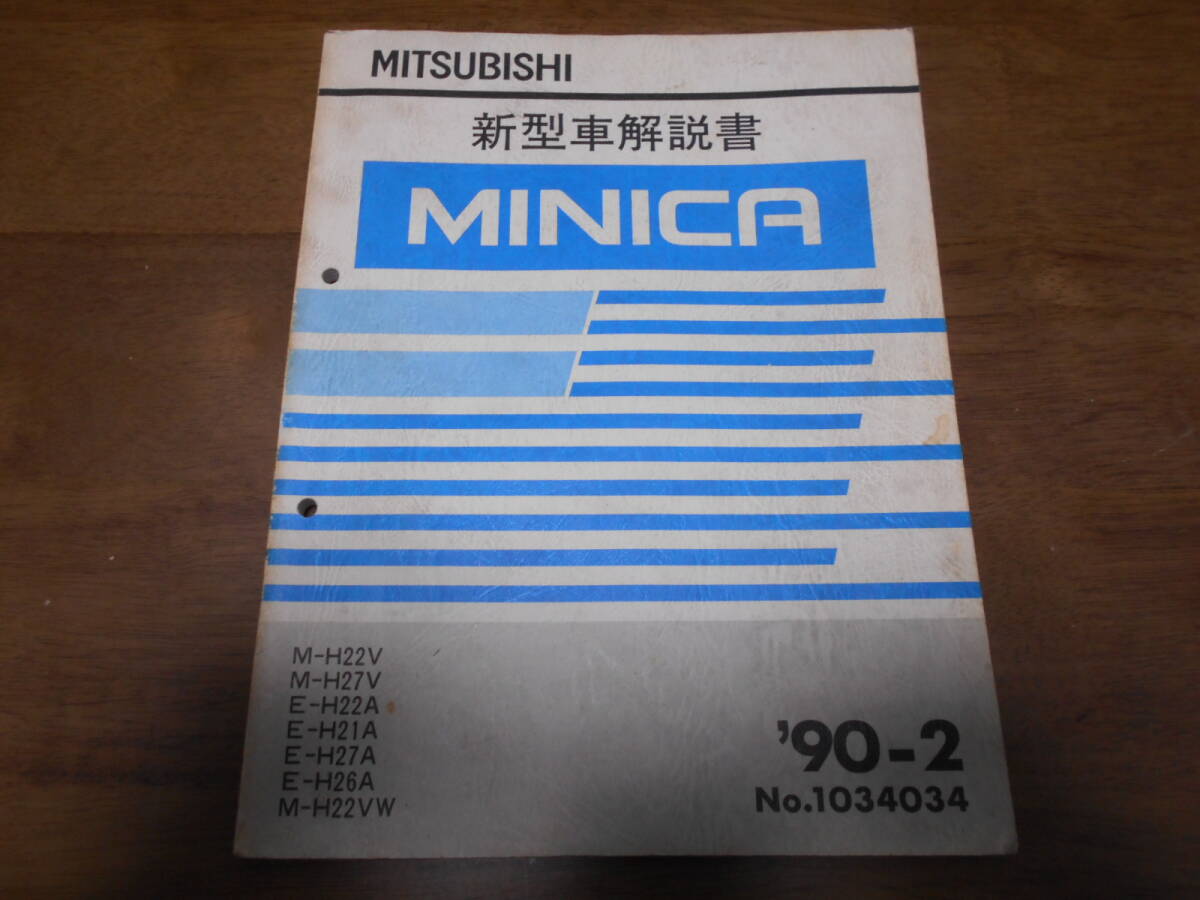 MITSUBISHI
新型車解説書
MINICA
M-H22V
M-H27V
E-H22A
E-H21A
E-H27A
E-H26A
M-H22VW
'90-2
No.1034034